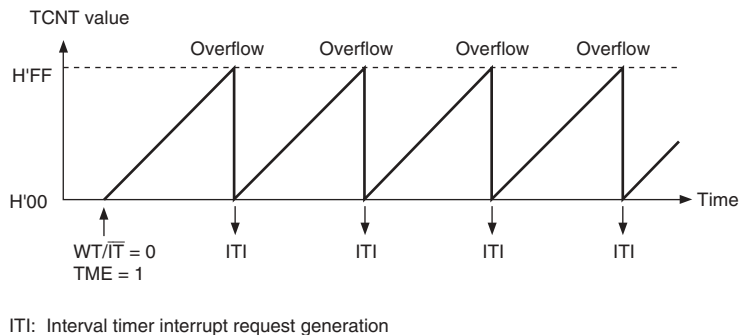 TCNT value
Overflow Overflow Overflow Overflow
H'FF
H'00
Time
WT/I̅T̅ = 0
TME = 1
ITI ITI ITI ITI
ITI: Interval timer interrupt request generation